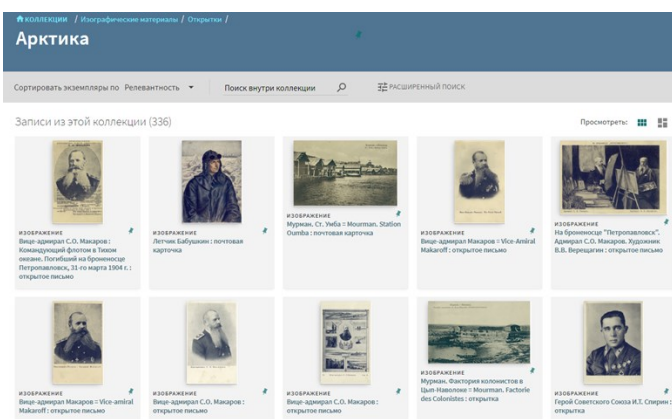 КОЛЛЕКЦИИ / Изографические материалы / Открытки /
Арктика
Сортировать экземпляры по Релевантность
Поиск внутри коллекции
РАСШИРЕННЫЙ ПОИСК
Записи из этой коллекции (336)
Просмотреть:
ИЗОБРАЖЕНИЕ
Вице-адмирал С.О. Макаров :
Командующий флотом в Тихом
океане. Погибший на броненосце
Петропавловск, 31-го марта 1904 г. :
открытое письмо
ИЗОБРАЖЕНИЕ
Летчик Бабушкин : почтовая
карточка
ИЗОБРАЖЕНИЕ
Мурман. Ст. Умба = Mourman. Station
Oumba : почтовая карточка
ИЗОБРАЖЕНИЕ
Вице-адмирал Макаров = Vice-Amiral
Makaroff : открытое письмо
ИЗОБРАЖЕНИЕ
На броненосце "Петропавловск".
Адмирал С.О. Макаров. Художник
В.В. Верещагин : открытое письмо
ИЗОБРАЖЕНИЕ
Вице-адмирал Макаров = Vice-amiral
Makaroff : открытое письмо
ИЗОБРАЖЕНИЕ
Вице-адмирал С.О. Макаров :
открытое письмо
ИЗОБРАЖЕНИЕ
Вице-адмирал С.О. Макаров :
открытое письмо
ИЗОБРАЖЕНИЕ
Мурман. Фактория колонистов в
Цып-Наволоке = Mourman. Factorie
des Colonistes : открытка
ИЗОБРАЖЕНИЕ
Герой Советского Союза И.Т. Спирин :
открытка